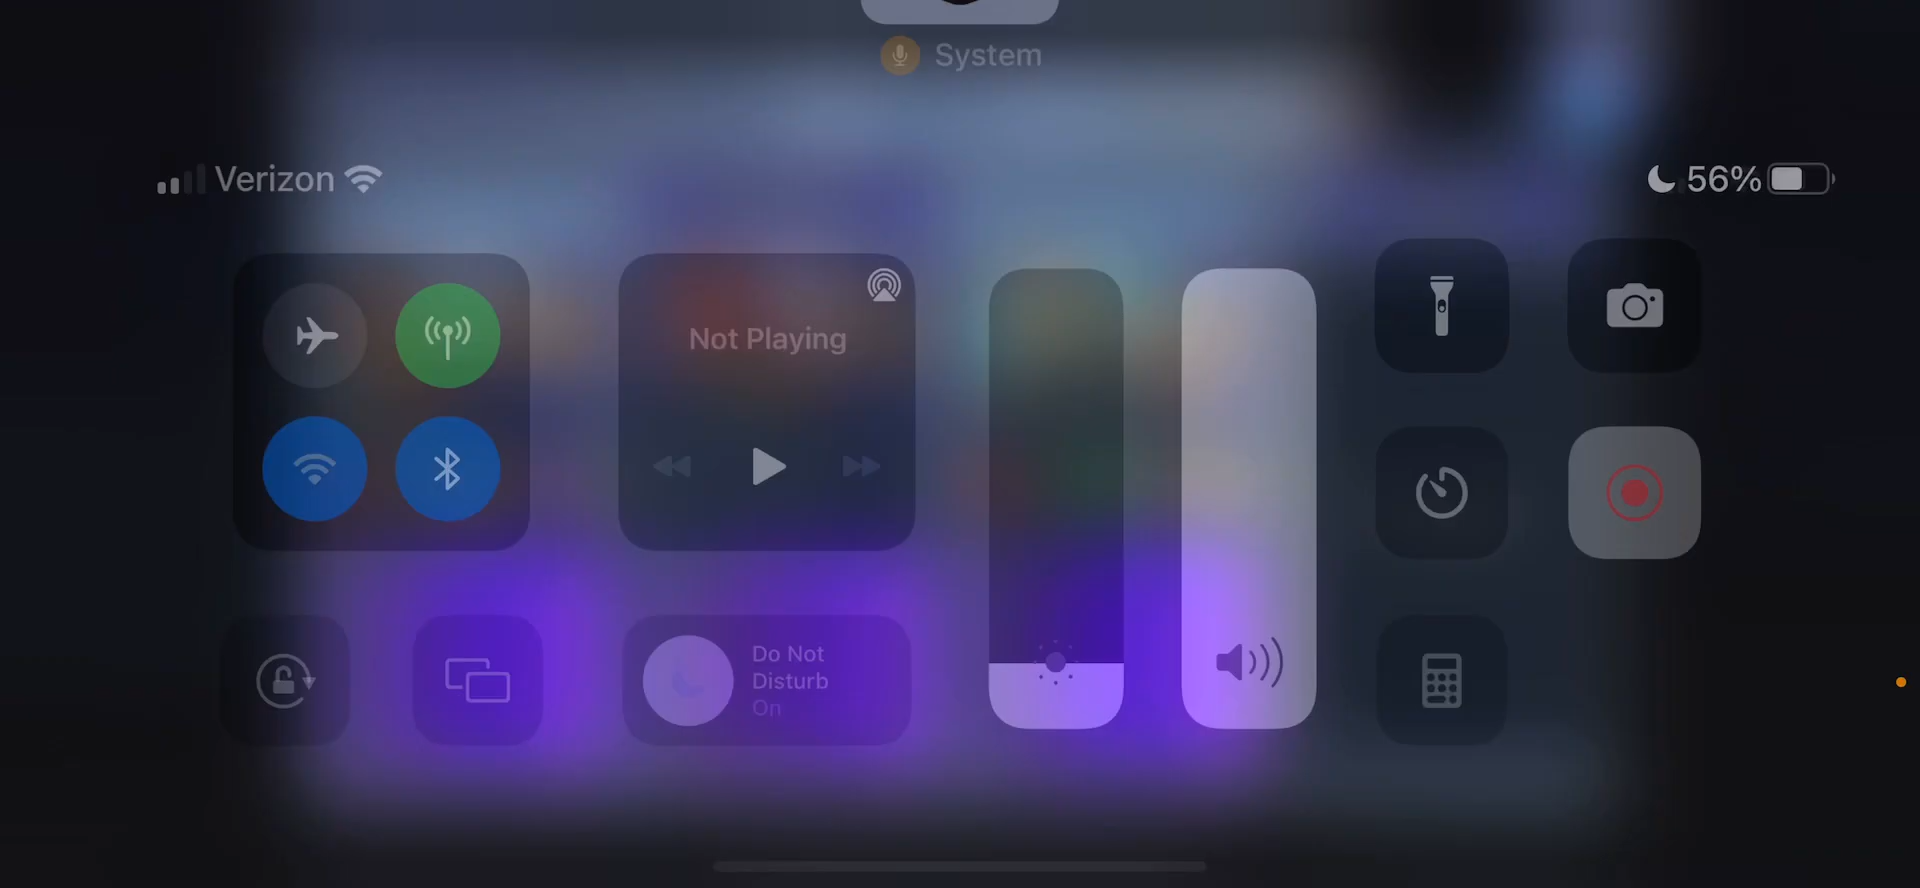 System
Verizon
56%
Not Playing
Do Not
Disturb
On